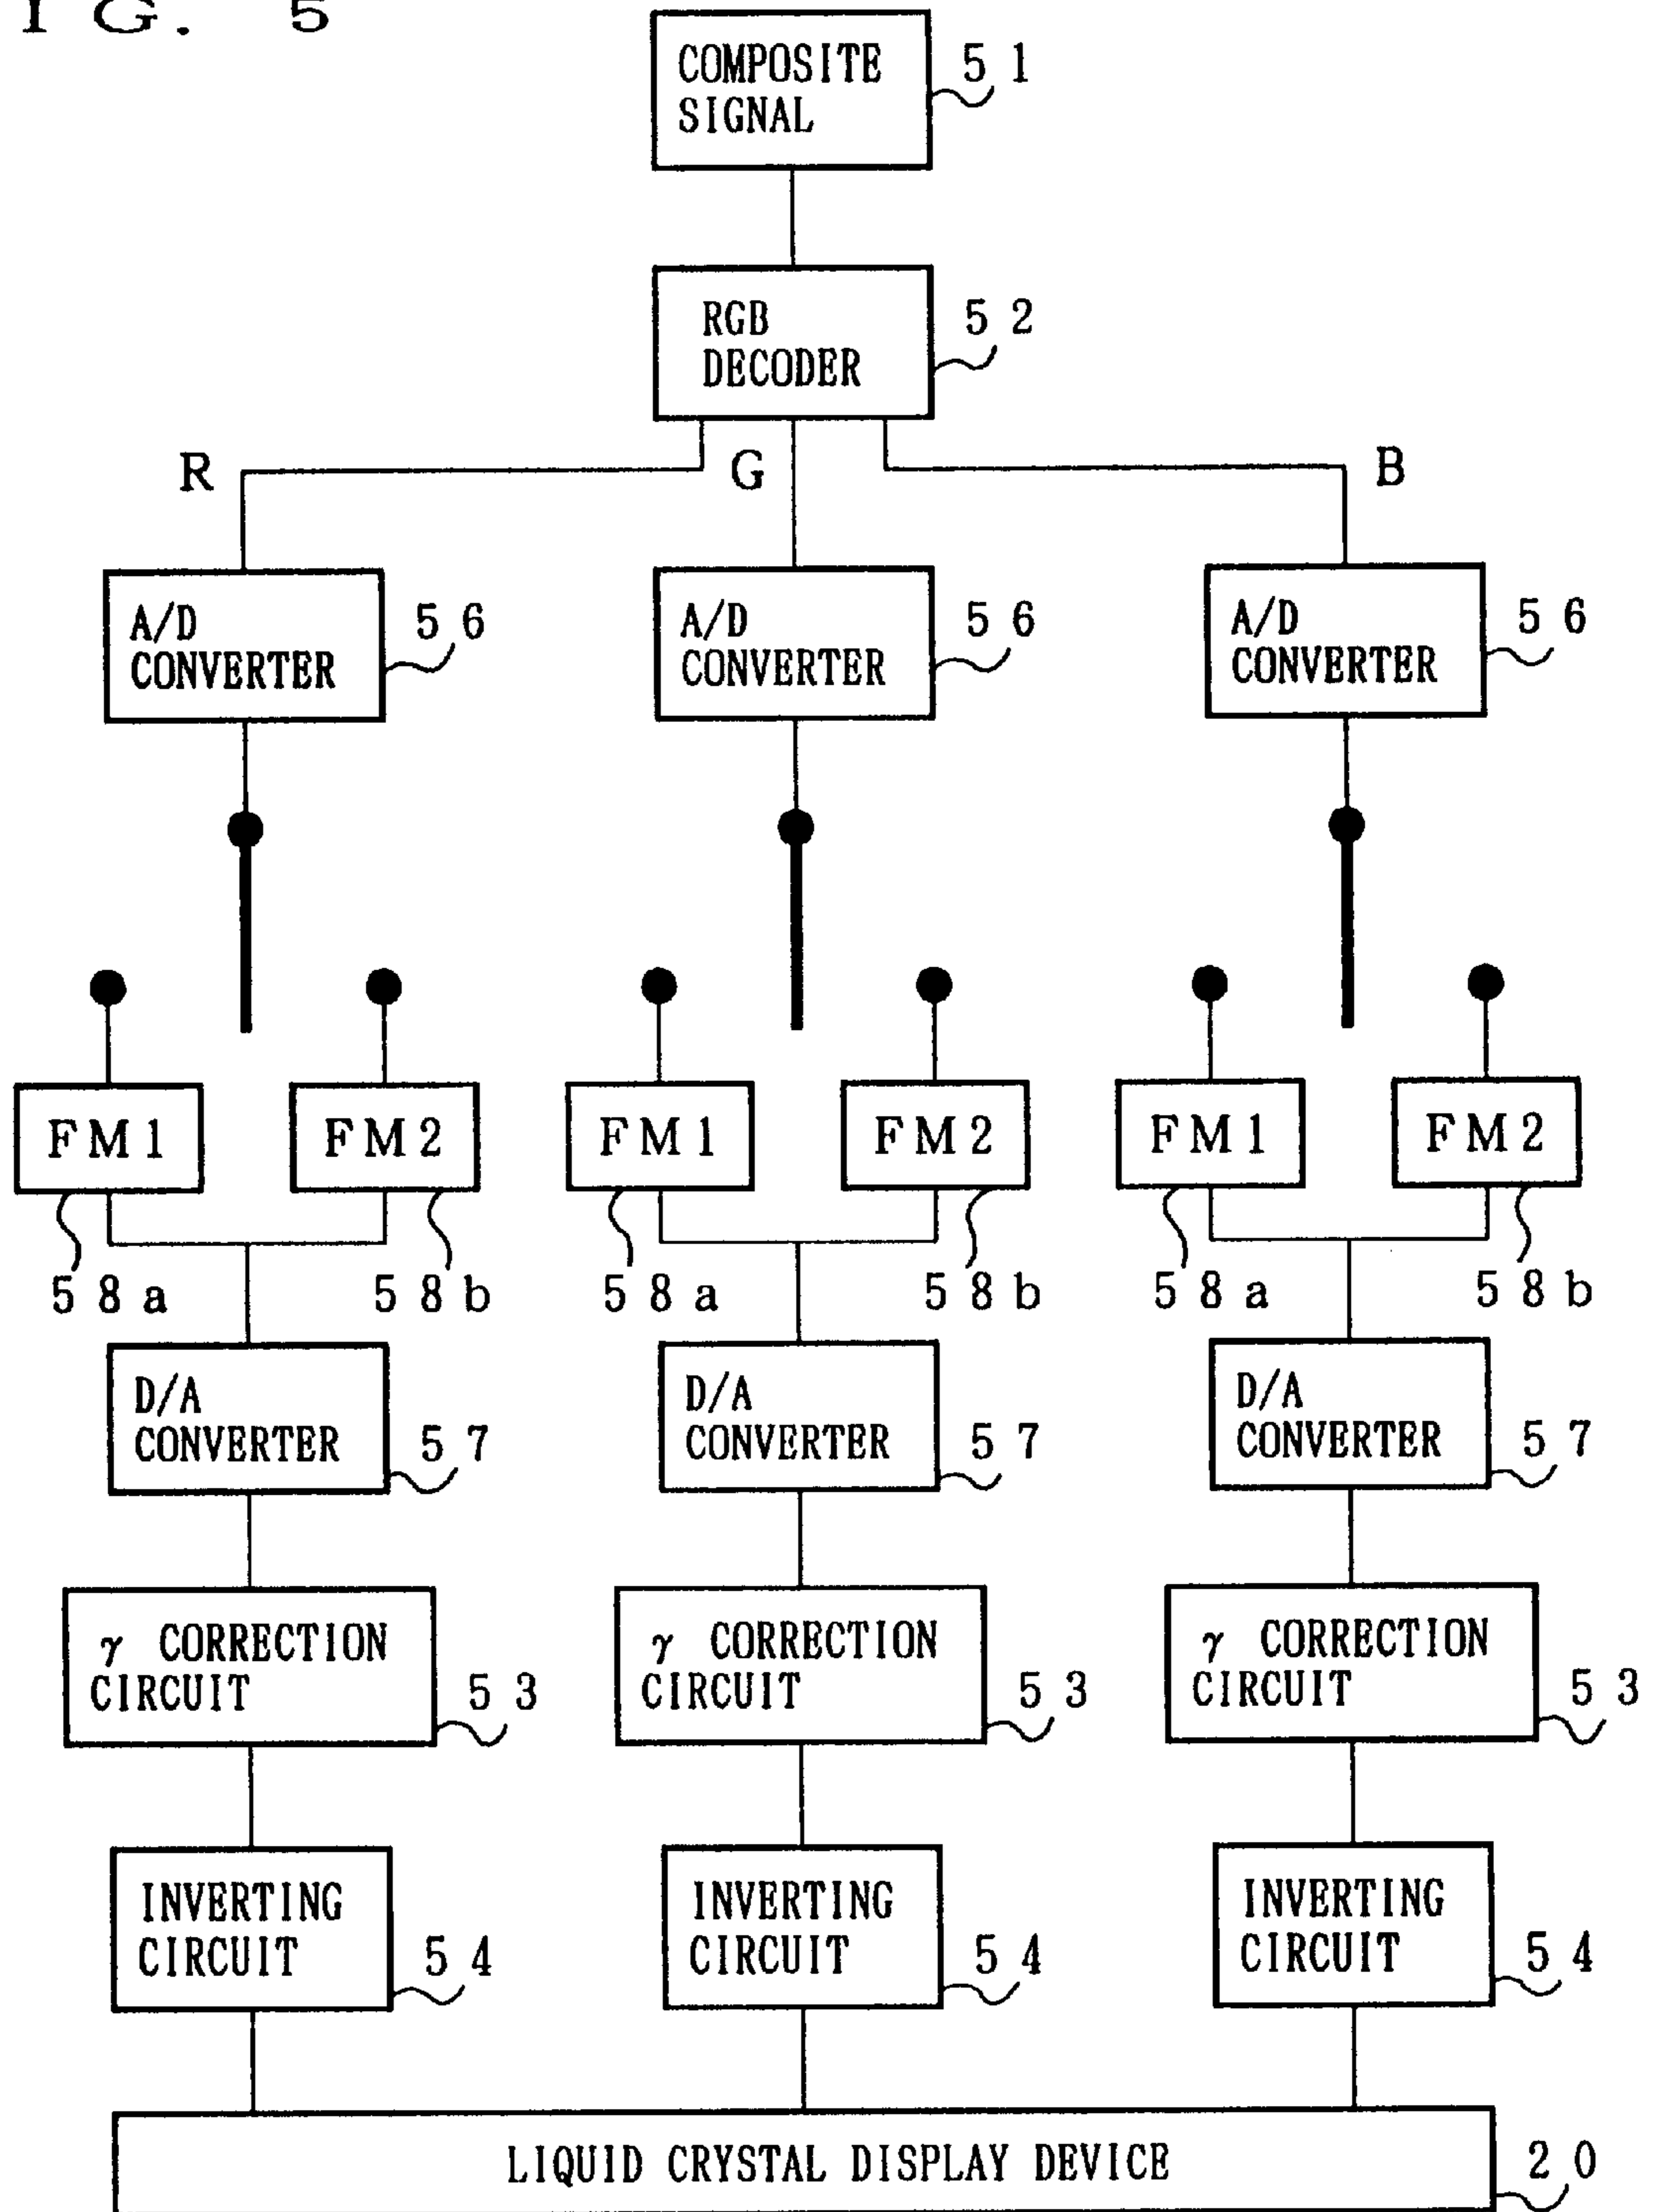 IG. 5
COMPOSITE
SIGNAL
51
RGB
DECODER
52
R
G
B
A/D
CONVERTER
56
A/D
CONVERTER
56
A/D
CONVERTER
56
FM1
FM2
FM1
FM2
FM1
FM2
58a
58b
58a
58b
58a
58b
D/A
CONVERTER
57
D/A
CONVERTER
57
D/A
CONVERTER
57
γ CORRECTION
CIRCUIT
53
γ CORRECTION
CIRCUIT
53
γ CORRECTION
CIRCUIT
53
INVERTING
CIRCUIT
54
INVERTING
CIRCUIT
54
INVERTING
CIRCUIT
54
LIQUID CRYSTAL DISPLAY DEVICE
20